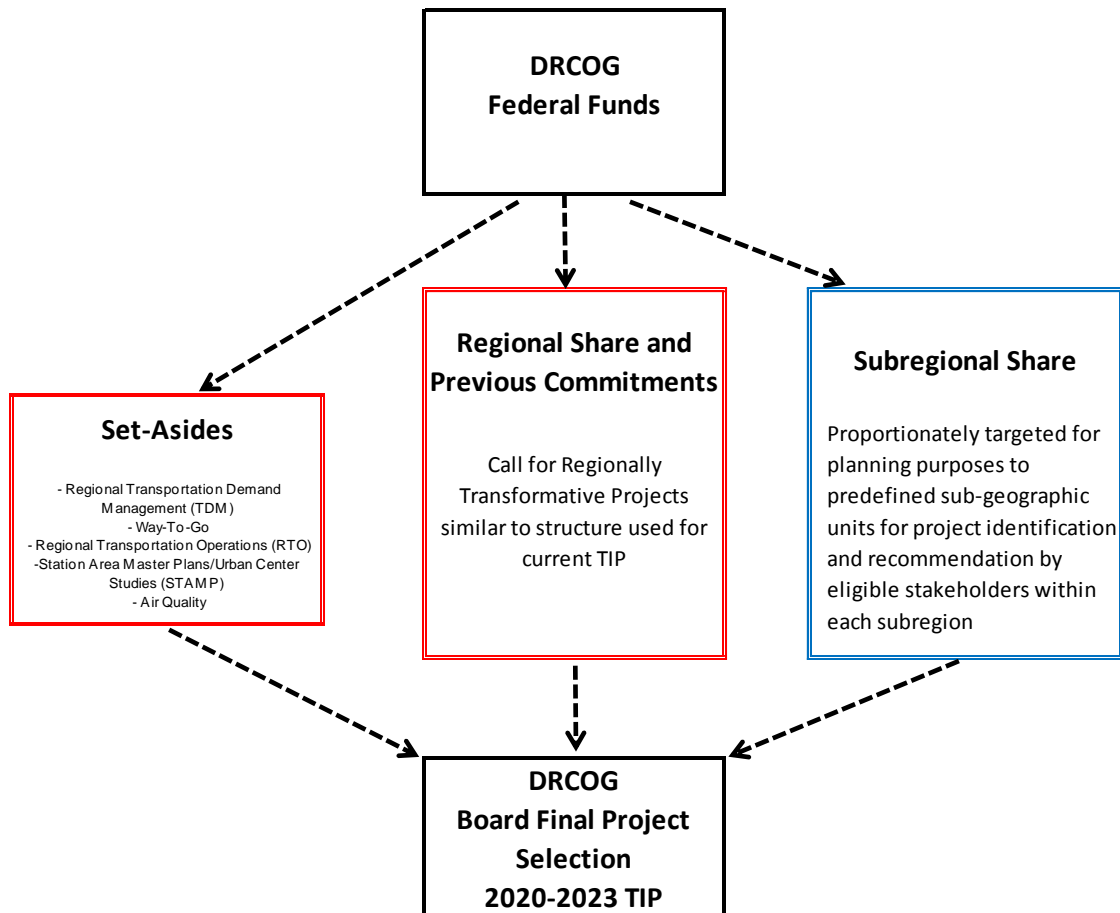 DRCOG
Federal Funds
Set-Asides
- Regional Transportation Demand
Management (TDM)
- Way-To-Go
- Regional Transportation Operations (RTO)
-Station Area Master Plans/Urban Center
Studies (STAMP)
- Air Quality
Regional Share and
Previous Commitments
Call for Regionally
Transformative Projects
similar to structure used for
current TIP
Subregional Share
Proportionately targeted for
planning purposes to
predefined sub-geographic
units for project identification
and recommendation by
eligible stakeholders within
each subregion
DRCOG
Board Final Project
Selection
2020-2023 TIP